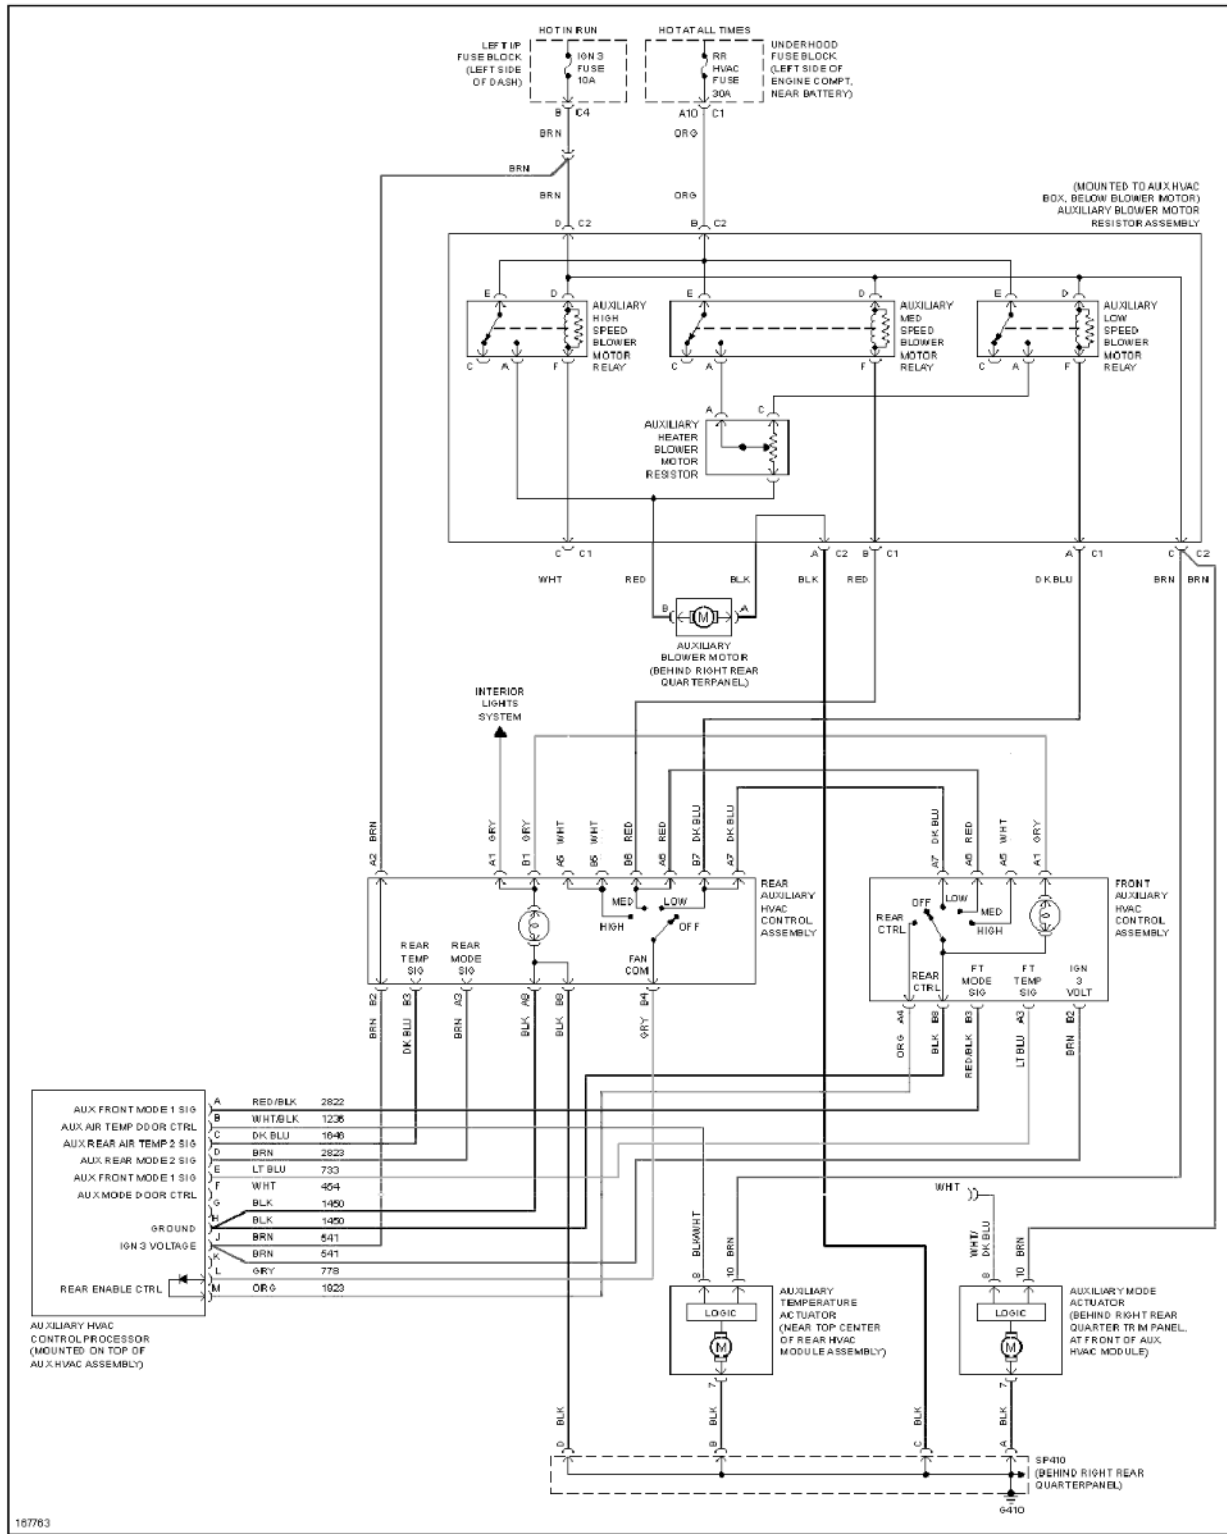 HOT IN RUN
HOT AT ALL TIMES
LEFT I/P
FUSE BLOCK
(LEFT SIDE
OF DASH)
IGN 3
FUSE
10A
RR
HVAC
FUSE
30A
UNDERHOOD
FUSE BLOCK
(LEFT SIDE OF
ENGINE COMPT,
NEAR BATTERY)
B C4
A10 C1
BRN
ORG
BRN
BRN
ORG
(MOUNTED TO AUX HVAC
BOX, BELOW BLOWER MOTOR)
AUXILIARY BLOWER MOTOR
RESISTOR ASSEMBLY
D C2
B C2
E D
AUXILIARY
HIGH
SPEED
BLOWER
MOTOR
RELAY
E D
AUXILIARY
MED
SPEED
BLOWER
MOTOR
RELAY
E D
AUXILIARY
LOW
SPEED
BLOWER
MOTOR
RELAY
C A F
C A F
C A F
A C
AUXILIARY
HEATER
BLOWER
MOTOR
RESISTOR
C C1
A C2
B C1
A C1
C C2
WHT
RED
BLK
BLK
RED
DK BLU
BRN BRN
B M A
AUXILIARY
BLOWER MOTOR
(BEHIND RIGHT REAR
QUARTERPANEL)
INTERIOR
LIGHTS
SYSTEM
A2 BRN
A1 GRY
B1 GRY
A5 WHT
B5 WHT
B6 RED
A6 RED
B7 DK BLU
A7 DK BLU
A7 DK BLU
A6 RED
A5 WHT
A1 GRY
REAR
AUXILIARY
HVAC
CONTROL
ASSEMBLY
MED
LOW
HIGH
OFF
REAR
TEMP
SIG
REAR
MODE
SIG
FAN
COM
FRONT
AUXILIARY
HVAC
CONTROL
ASSEMBLY
OFF
LOW
MED
HIGH
REAR
CTRL
REAR
CTRL
FT
MODE
SIG
FT
TEMP
SIG
IGN
3
VOLT
BRN B2
DK BLU B3
BRN A3
BLK A8
BLK B8
GRY B4
ORG A4
BLK B8
RED/BLK B3
LT BLU A3
BRN B2
AUX FRONT MODE 1 SIG A RED/BLK 2822
AUX AIR TEMP DOOR CTRL B WHT/BLK 1236
AUX REAR AIR TEMP 2 SIG C DK BLU 1646
AUX REAR MODE 2 SIG D BRN 2823
AUX FRONT MODE 1 SIG E LT BLU 733
AUX MODE DOOR CTRL F WHT 454
G BLK 1450
GROUND H BLK 1450
IGN 3 VOLTAGE J BRN 541
K BRN 541
L GRY 778
REAR ENABLE CTRL M ORG 1923
AUXILIARY HVAC
CONTROL PROCESSOR
(MOUNTED ON TOP OF
AUX HVAC ASSEMBLY)
WHT
8 BLK/WHT
10 BRN
8 WHT/
DK BLU
10 BRN
LOGIC
M
AUXILIARY
TEMPERATURE
ACTUATOR
(NEAR TOP CENTER
OF REAR HVAC
MODULE ASSEMBLY)
LOGIC
M
AUXILIARY MODE
ACTUATOR
(BEHIND RIGHT REAR
QUARTER TRIM PANEL,
AT FRONT OF AUX
HVAC MODULE)
7
7
D BLK
B BLK
C BLK
A BLK
SP410
(BEHIND RIGHT REAR
QUARTERPANEL)
G410
167763